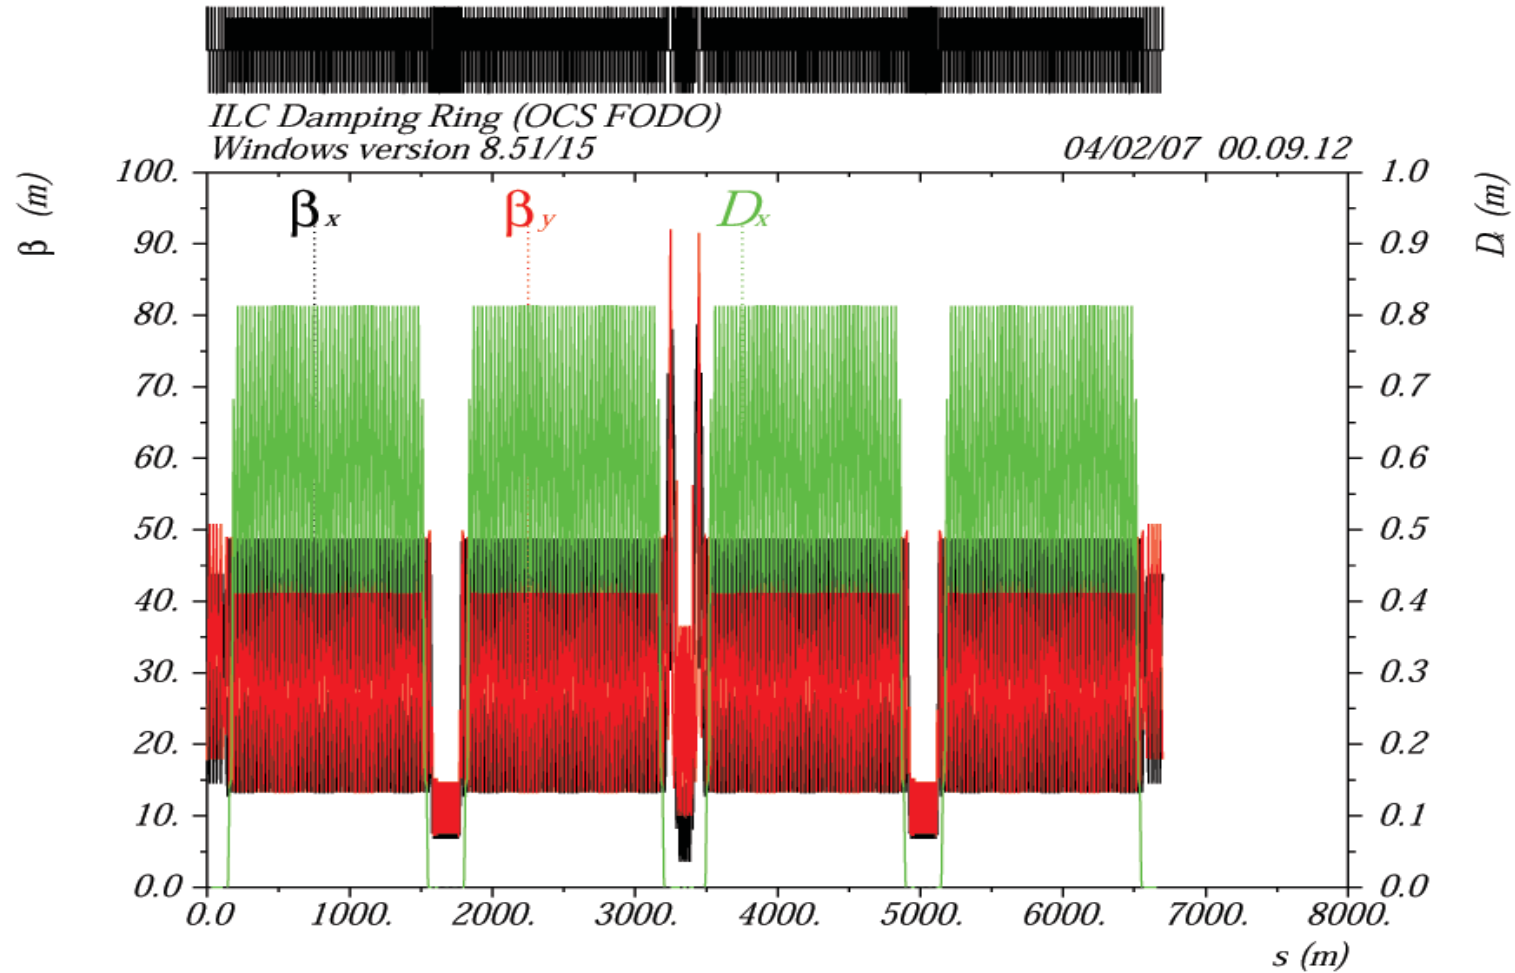 ILC Damping Ring (OCS FODO)
Windows version 8.51/15 04/02/07 00.09.12
β (m)
Dx (m)
βx βy Dx
100. 1.0
90. 0.9
80. 0.8
70. 0.7
60. 0.6
50. 0.5
40. 0.4
30. 0.3
20. 0.2
10. 0.1
0.0 0.0
0.0 1000. 2000. 3000. 4000. 5000. 6000. 7000. 8000.
s (m)